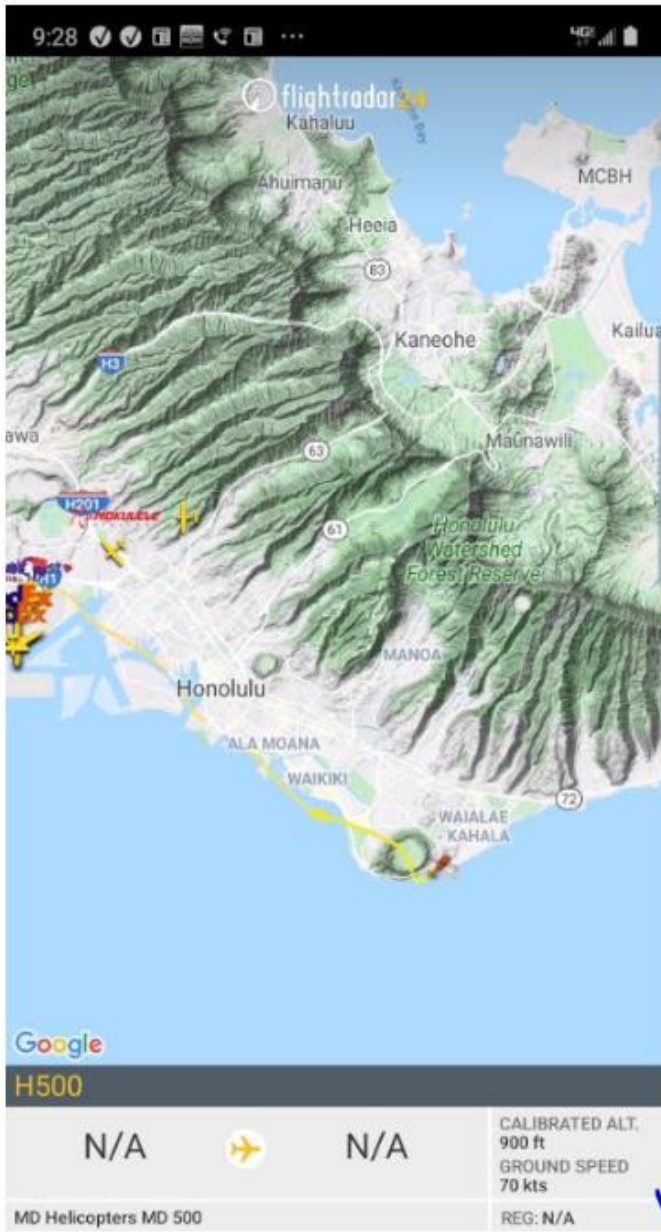 9:28
4G
flightradar24
Kahaluu
MCBH
Ahuimanu
Heeia
83
Kaneohe
Kailua
H3
Maunawili
awa
63
H201
MOKULELE
61
Honolulu
Watershed
Forest Reserve
H1
MANOA
Honolulu
ALA MOANA
WAIKIKI
72
WAIALAE
- KAHALA
Google
H500
N/A
N/A
CALIBRATED ALT.
900 ft
GROUND SPEED
70 kts
MD Helicopters MD 500
REG: N/A